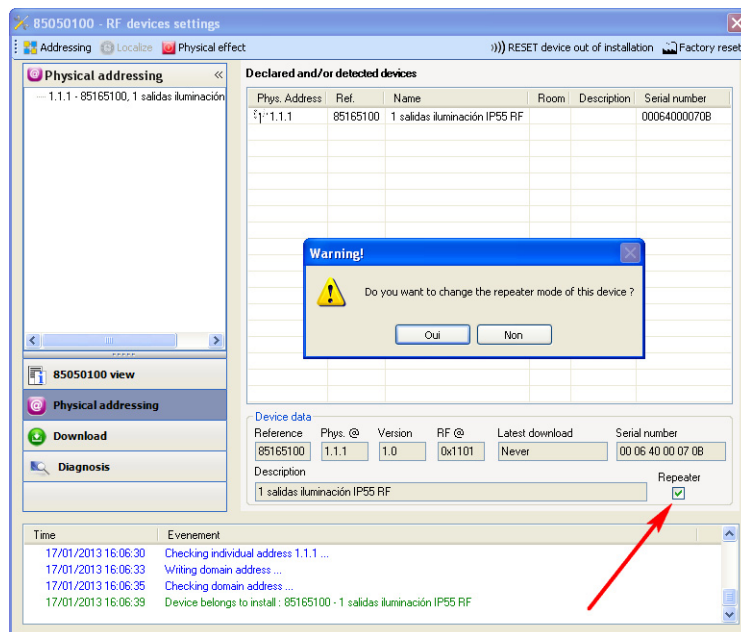 85050100 - RF devices settings
Addressing Localize Physical effect ))) RESET device out of installation Factory reset
Physical addressing «
1.1.1 - 85165100, 1 salidas iluminación
85050100 view
Physical addressing
Download
Diagnosis
Declared and/or detected devices
Phys. Address Ref. Name Room Description Serial number
1.1.1 85165100 1 salidas iluminación IP55 RF 00064000070B
Warning!
Do you want to change the repeater mode of this device ?
Oui Non
Device data
Reference Phys. @ Version RF @ Latest download Serial number
85165100 1.1.1 1.0 0x1101 Never 00 06 40 00 07 0B
Description
1 salidas iluminación IP55 RF
Repeater
Time Evenement
17/01/2013 16:06:30 Checking individual address 1.1.1 ...
17/01/2013 16:06:33 Writing domain address ...
17/01/2013 16:06:35 Checking domain address ...
17/01/2013 16:06:39 Device belongs to install : 85165100 - 1 salidas iluminación IP55 RF